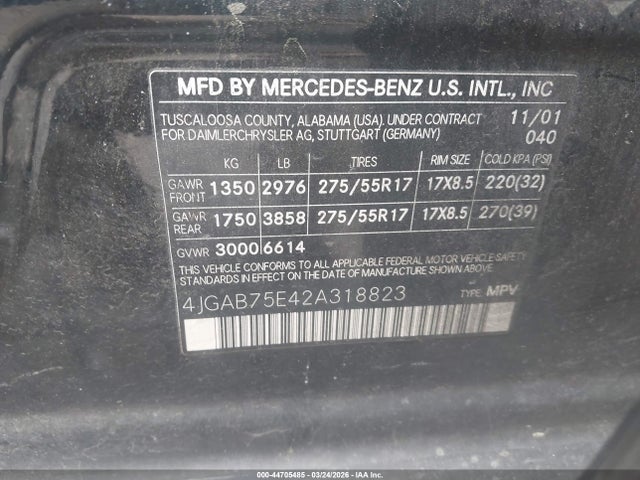 MFD BY MERCEDES-BENZ U.S. INTL., INC
TUSCALOOSA COUNTY, ALABAMA (USA). UNDER CONTRACT 11/01
FOR DAIMLERCHRYSLER AG, STUTTGART (GERMANY) 040
KG LB TIRES RIM SIZE COLD KPA (PSI)
GAWR FRONT 1350 2976 275/55R17 17X8.5 220(32)
GAWR REAR 1750 3858 275/55R17 17X8.5 270(39)
GVWR 3000 6614
THIS VEHICLE CONFORMS TO ALL APPLICABLE FEDERAL MOTOR VEHICLE SAFETY
STANDARDS IN EFFECT ON THE DATE OF MANUFACTURE SHOWN ABOVE.
4JGAB75E42A318823 TYPE: MPV
000-44705485 - 03/24/2026 - IAA Inc.